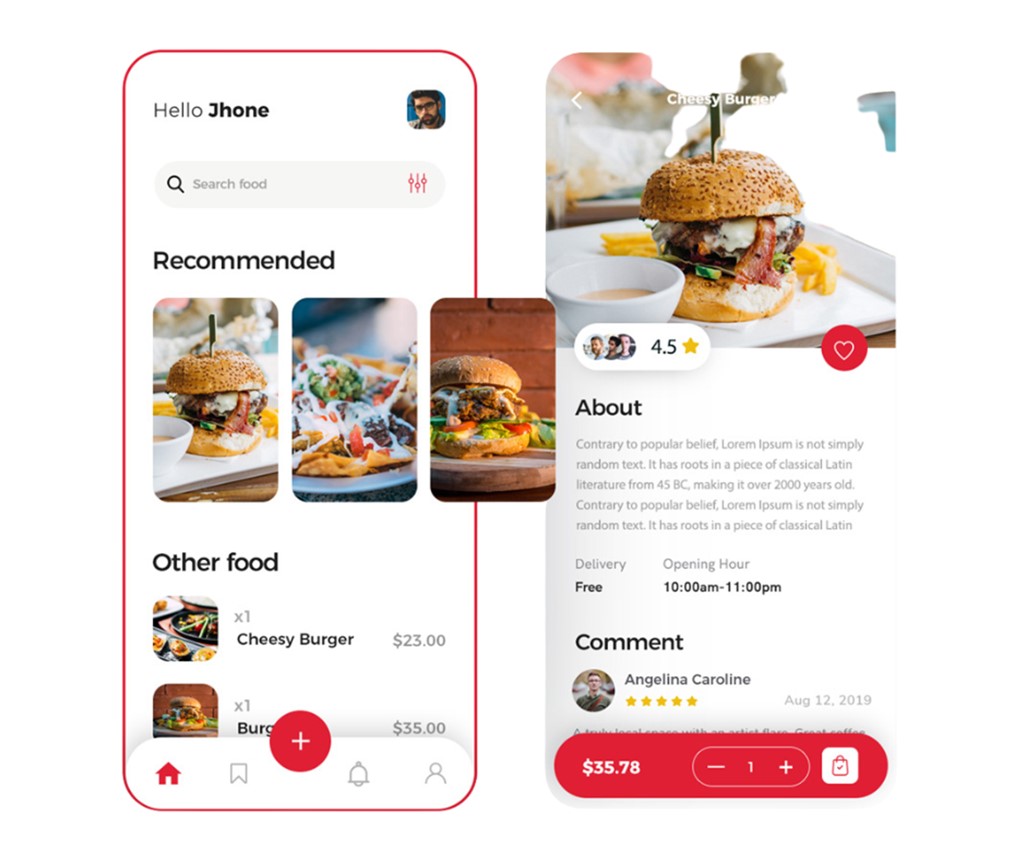 Hello Jhone
Search food
Recommended
Other food
x1
Cheesy Burger $23.00
x1
$35.00
Cheesy Burger
4.5
About
Contrary to popular belief, Lorem Ipsum is not simply
random text. It has roots in a piece of classical Latin
literature from 45 BC, making it over 2000 years old.
Contrary to popular belief, Lorem Ipsum is not simply
random text. It has roots in a piece of classical Latin
Delivery Opening Hour
Free 10:00am-11:00pm
Comment
Angelina Caroline
Aug 12, 2019
A truly local space with an artist flare. Great coffee
$35.78 1